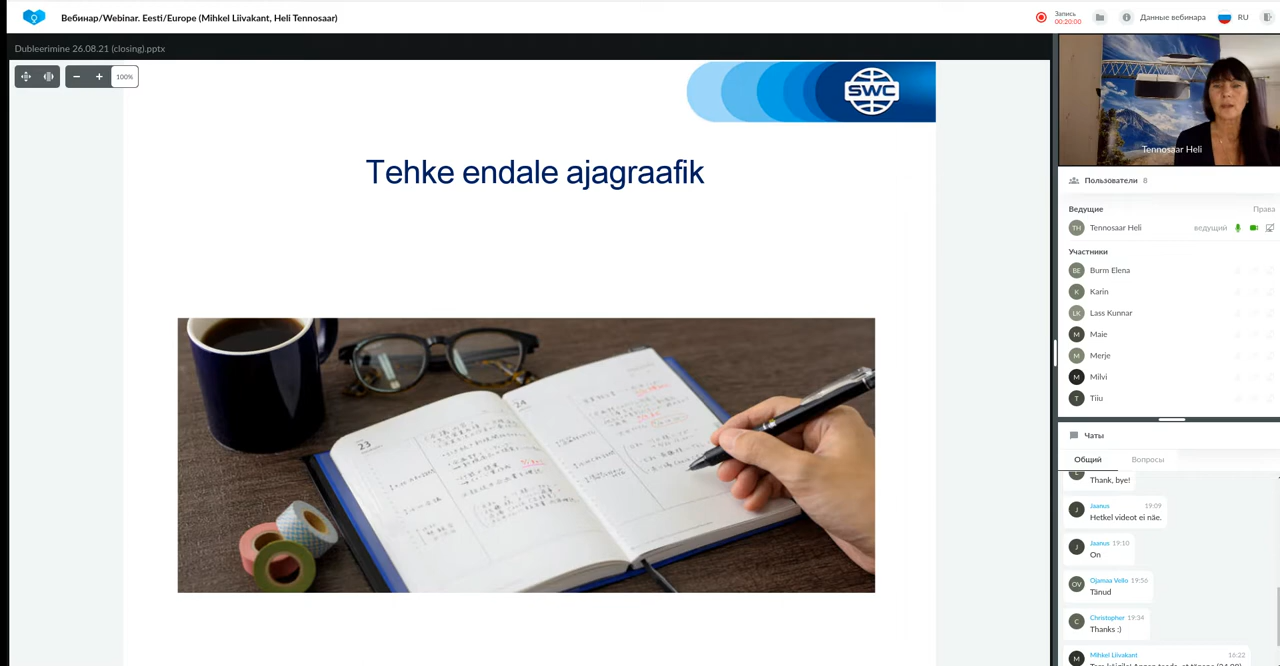 Вебинар/Webinar. Eesti/Europe (Mihkel Liivakant, Heli Tennosaar)
Запись
00:20:00
Данные вебинара
RU
Dubleerimine 26.08.21 (closing).pptx
100%
SWC
Tehke endale ajagraafik
23
24
Tennosaar Heli
Пользователи 8
Ведущие Права
TH Tennosaar Heli ведущий
Участники
BE Burm Elena
K Karin
LK Lass Kunnar
M Maie
M Merje
M Milvi
T Tiiu
Чаты
Общий Вопросы
Thank, bye!
J Jaanus 19:09
Hetkel videot ei näe.
J Jaanus 19:10
On
OV Ojamaa Vello 19:56
Tänud
C Christopher 19:34
Thanks :)
M Mihkel Liivakant 16:22